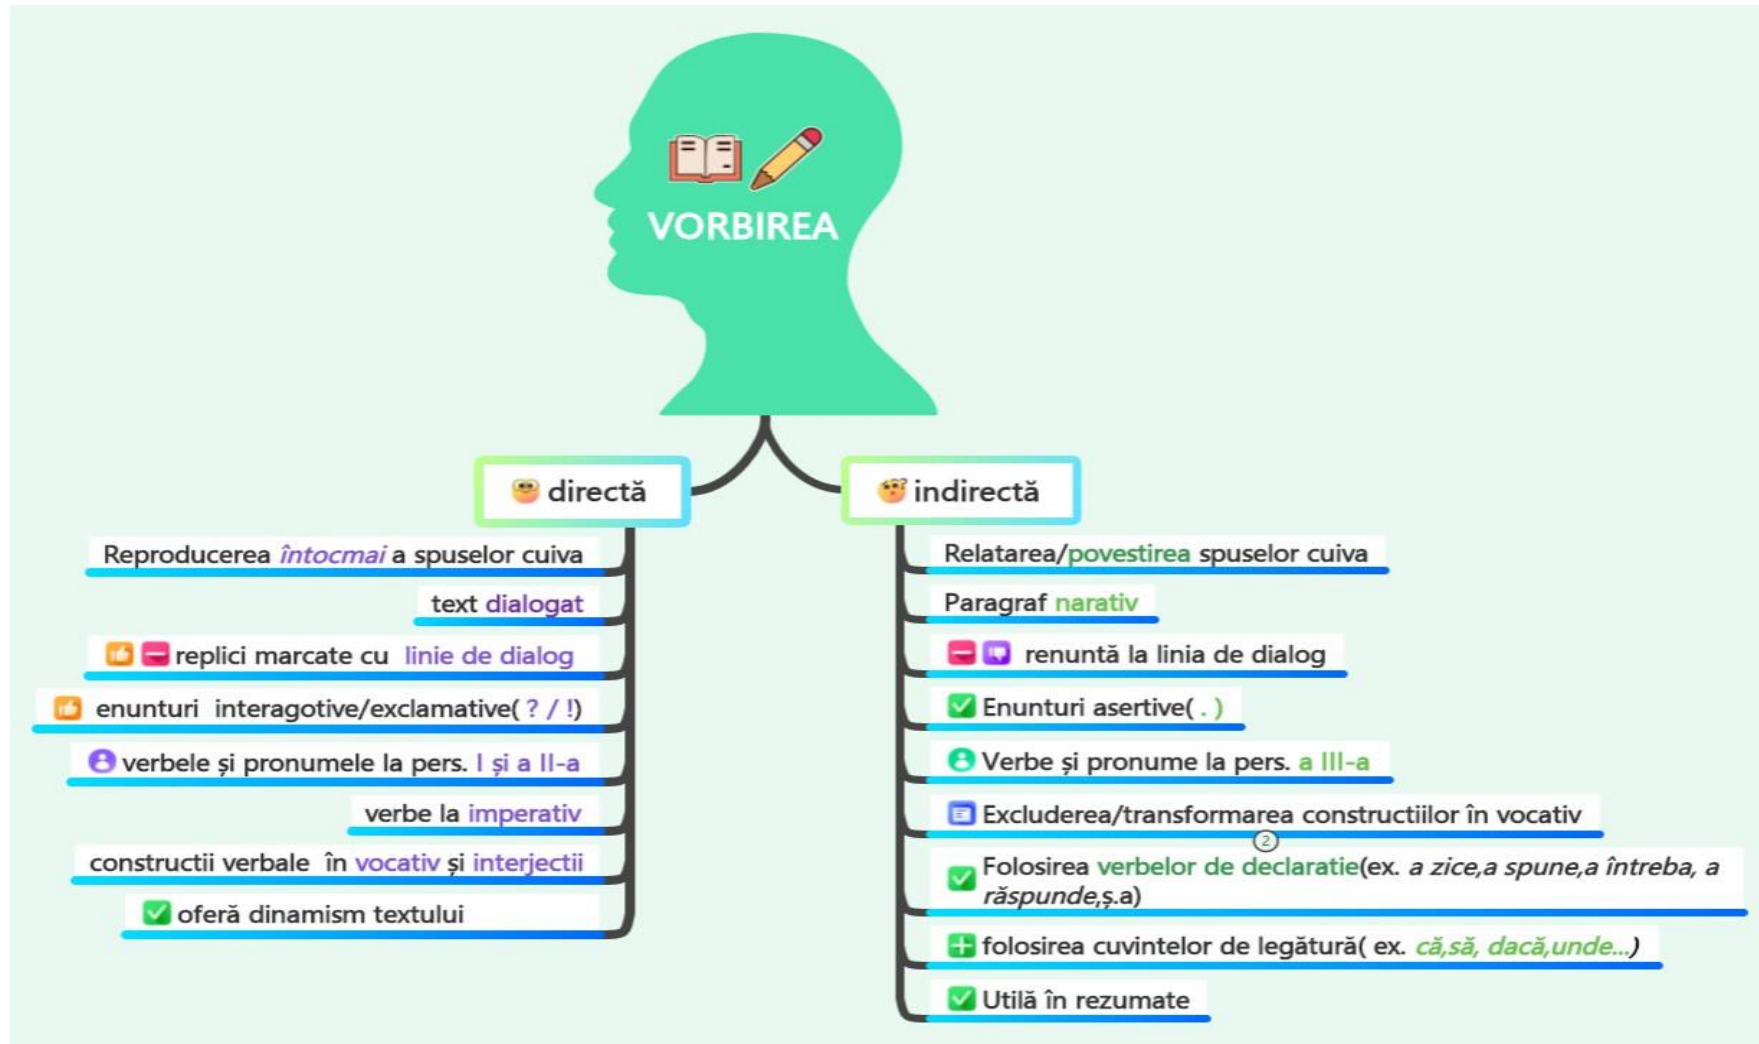 VORBIREA
directă
Reproducerea întocmai a spuselor cuiva
text dialogat
replici marcate cu linie de dialog
enunturi interagotive/exclamative( ? / !)
verbele și pronumele la pers. I și a II-a
verbe la imperativ
constructii verbale în vocativ și interjectii
oferă dinamism textului
indirectă
Relatarea/povestirea spuselor cuiva
Paragraf narativ
renuntă la linia de dialog
Enunturi asertive( . )
Verbe și pronume la pers. a III-a
Excluderea/transformarea constructiilor în vocativ
2
Folosirea verbelor de declaratie(ex. a zice,a spune,a întreba, a
răspunde,ș.a)
folosirea cuvintelor de legătură( ex. că,să, dacă,unde...)
Utilă în rezumate